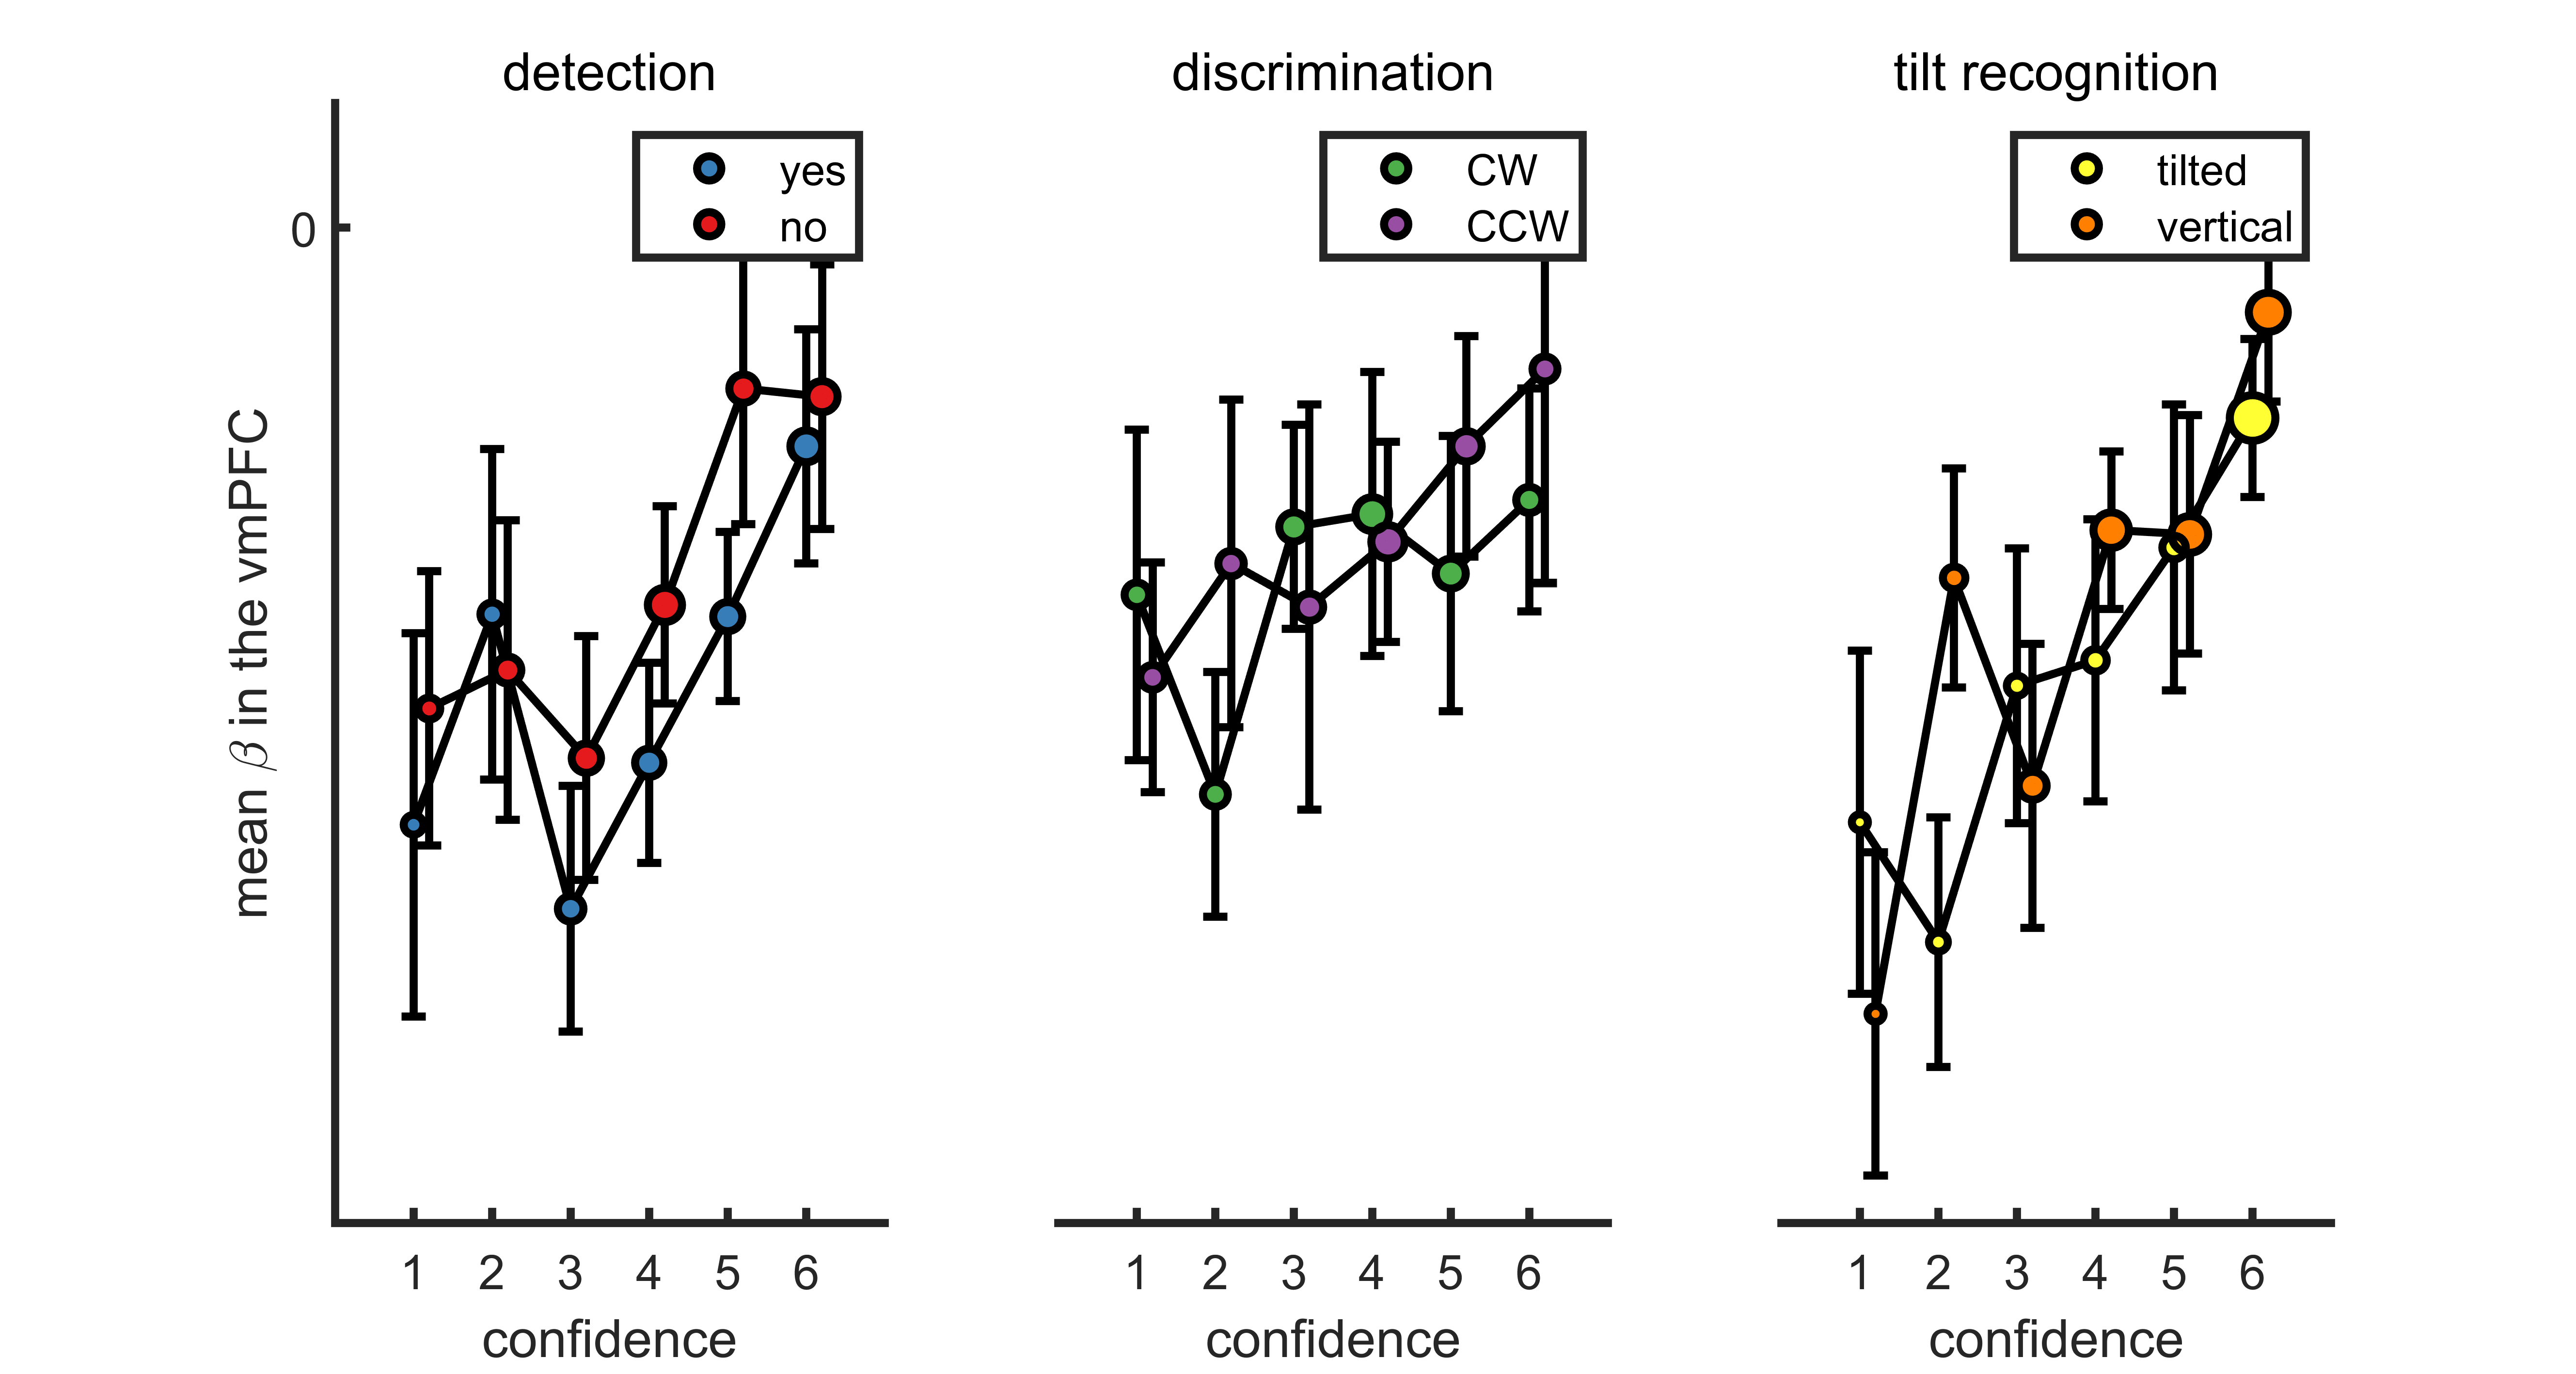 detection
yes
no
0
mean β in the vmPFC
1 2 3 4 5 6
confidence
discrimination
CW
CCW
1 2 3 4 5 6
confidence
tilt recognition
tilted
vertical
1 2 3 4 5 6
confidence